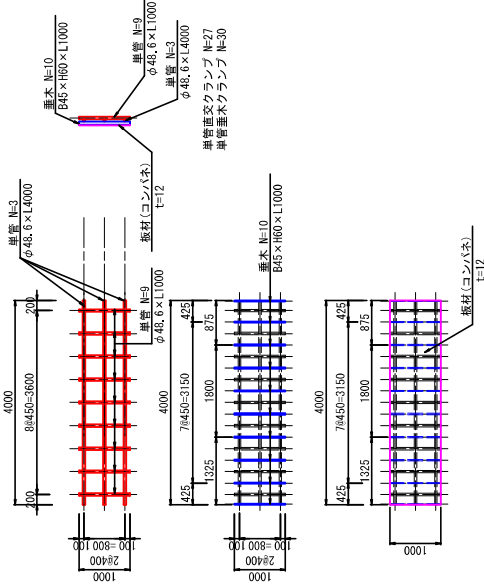 垂木 N=10
B45×H60×L1000
単管 N=9
φ48.6×L1000
単管 N=3
φ48.6×L4000
単管直交クランプ N=27
単管垂木クランプ N=30
板材(コンパネ)
t=12
単管 N=3
φ48.6×L4000
単管 N=9
φ48.6×L1000
4000
200
8@450=3600
200
100
2@400
=800
100
1000
垂木 N=10
B45×H60×L1000
4000
425
7@450=3150
425
1325
1800
875
100
2@400
=800
100
1000
板材(コンパネ)
t=12
4000
425
7@450=3150
425
1325
1800
875
1000